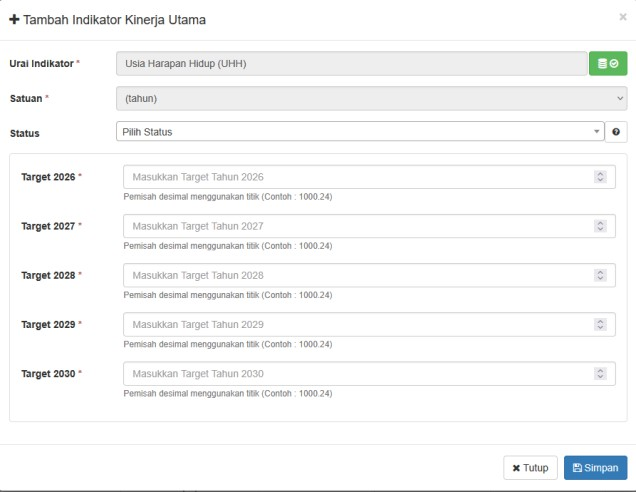 Tambah Indikator Kinerja Utama
×
Urai Indikator * Usia Harapan Hidup (UHH)
Satuan * (tahun)
Status Pilih Status
Target 2026 * Masukkan Target Tahun 2026
Pemisah desimal menggunakan titik (Contoh : 1000.24)
Target 2027 * Masukkan Target Tahun 2027
Pemisah desimal menggunakan titik (Contoh : 1000.24)
Target 2028 * Masukkan Target Tahun 2028
Pemisah desimal menggunakan titik (Contoh : 1000.24)
Target 2029 * Masukkan Target Tahun 2029
Pemisah desimal menggunakan titik (Contoh : 1000.24)
Target 2030 * Masukkan Target Tahun 2030
Pemisah desimal menggunakan titik (Contoh : 1000.24)
Tutup Simpan